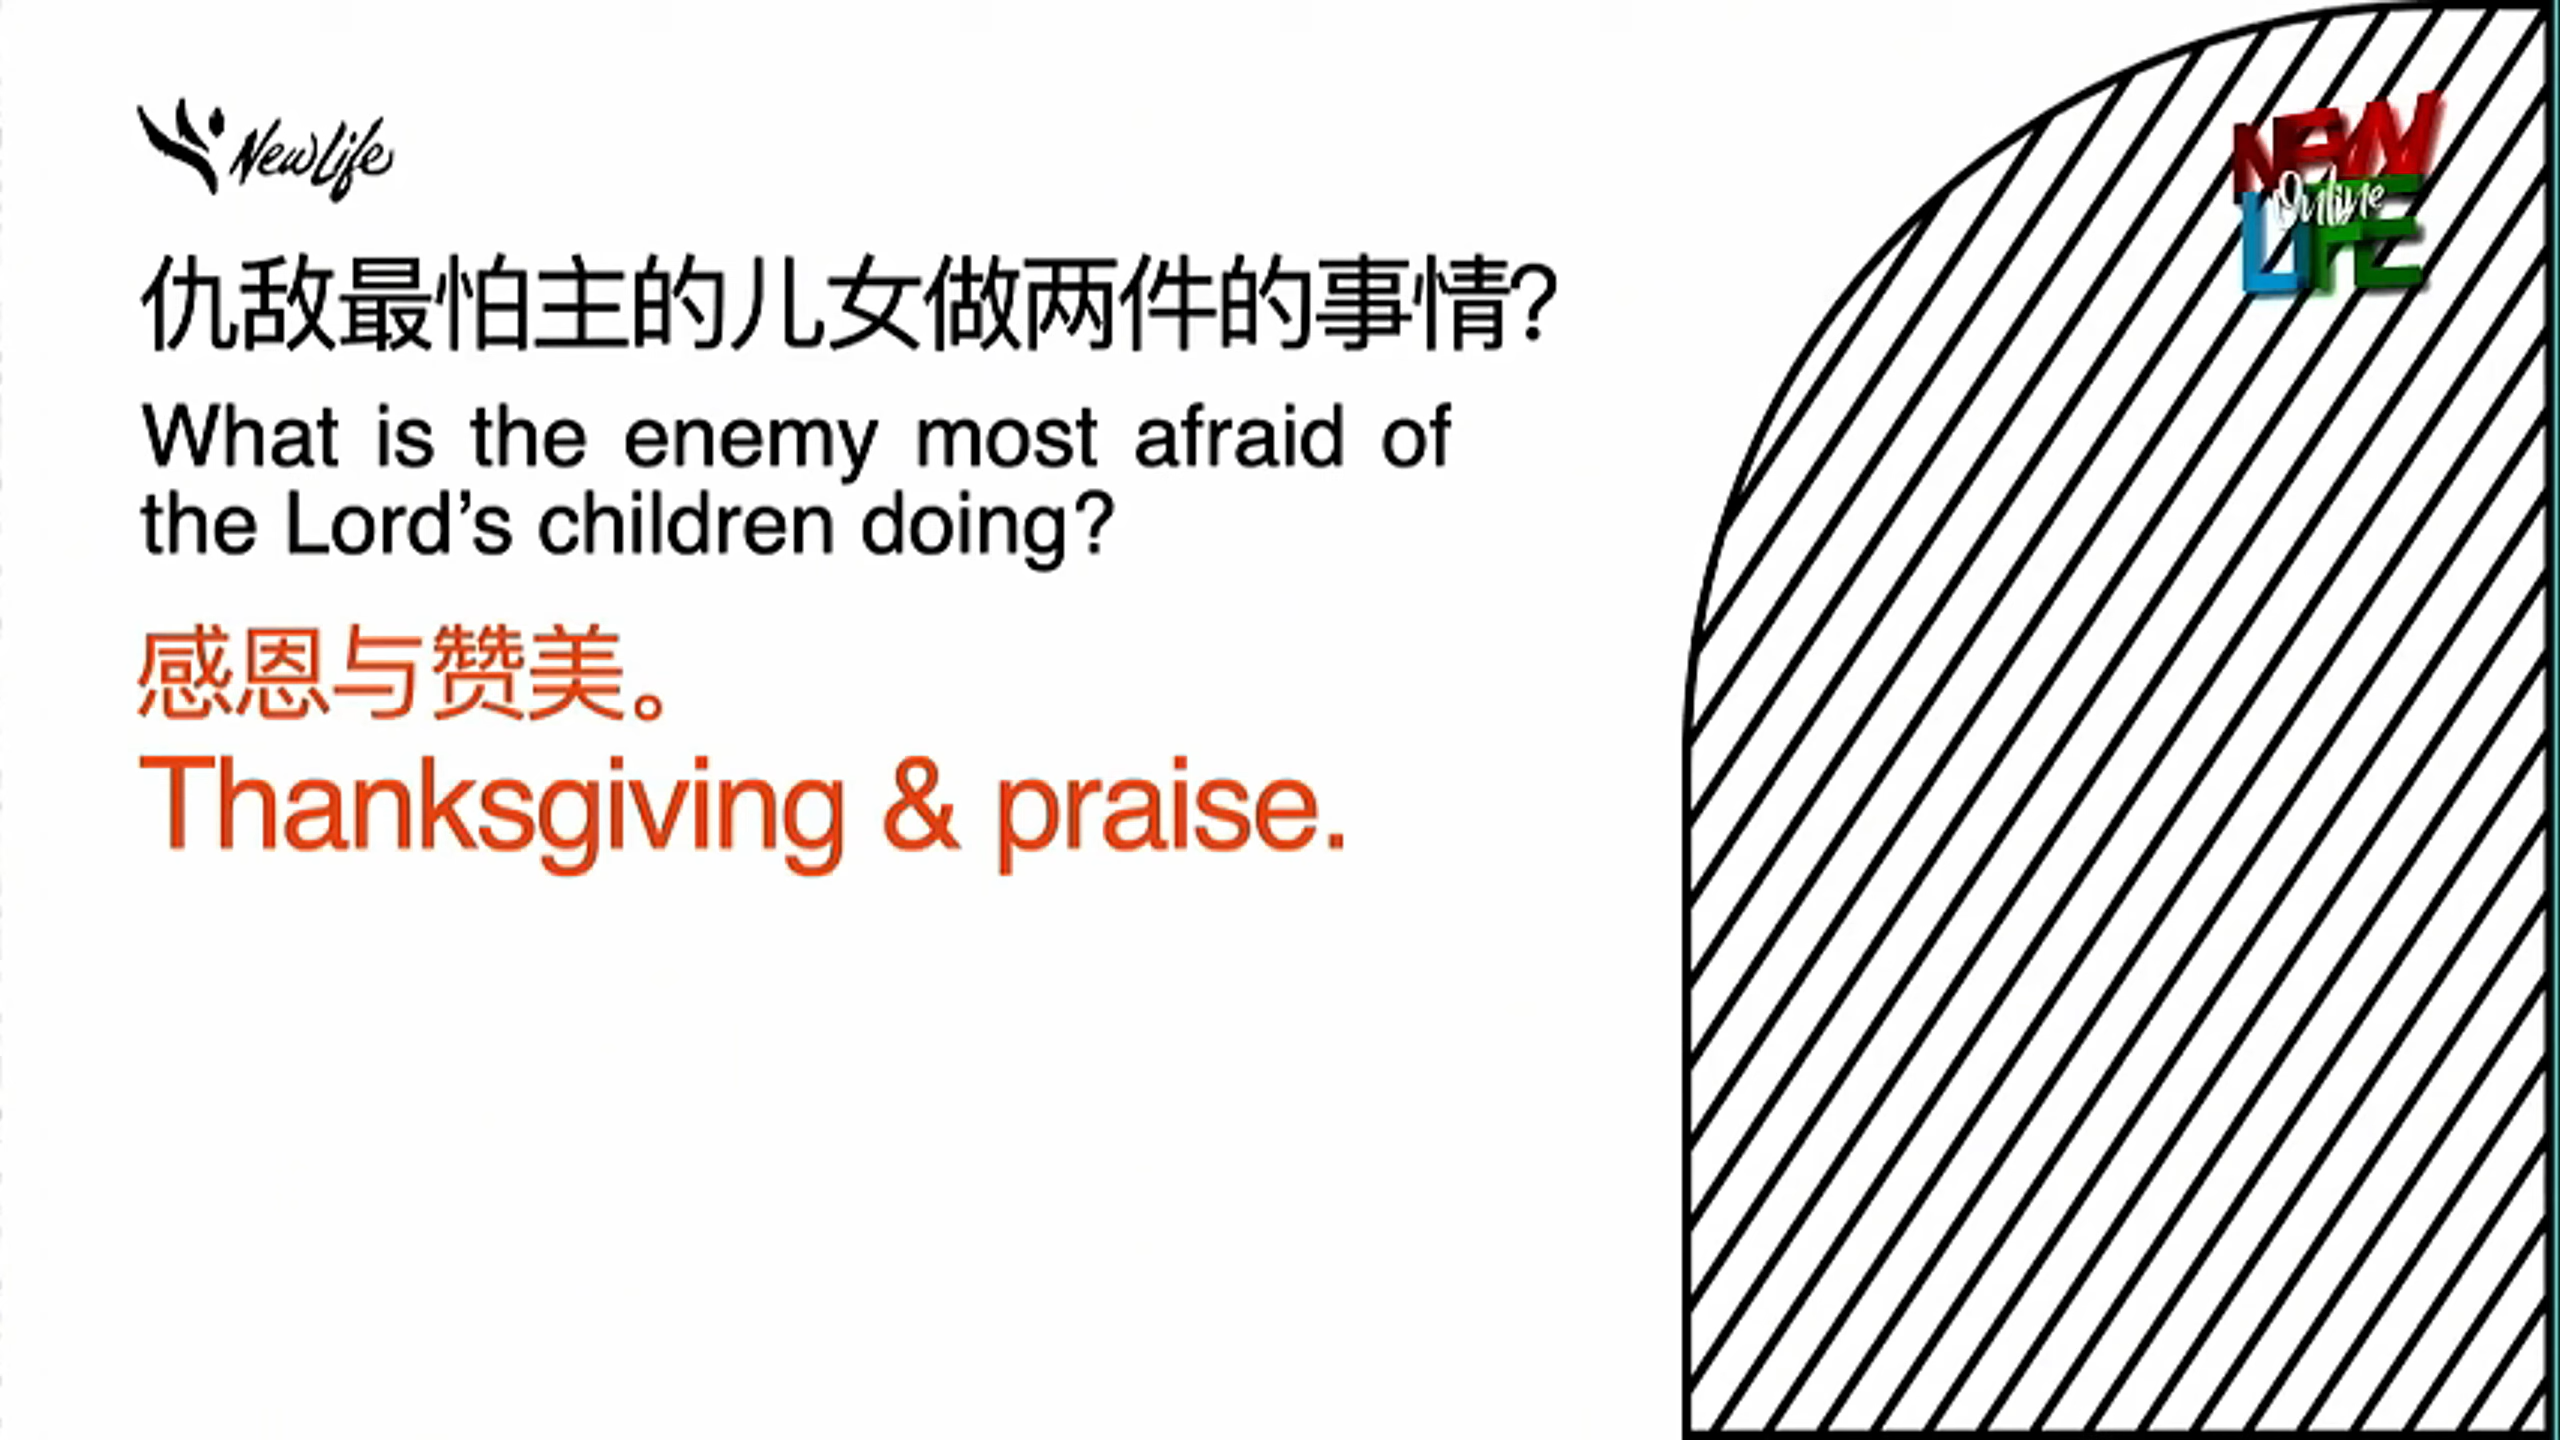 NewLife
NEW
Online
LIFE
仇敌最怕主的儿女做两件的事情?
What is the enemy most afraid of
the Lord’s children doing?
感恩与赞美。
Thanksgiving & praise.